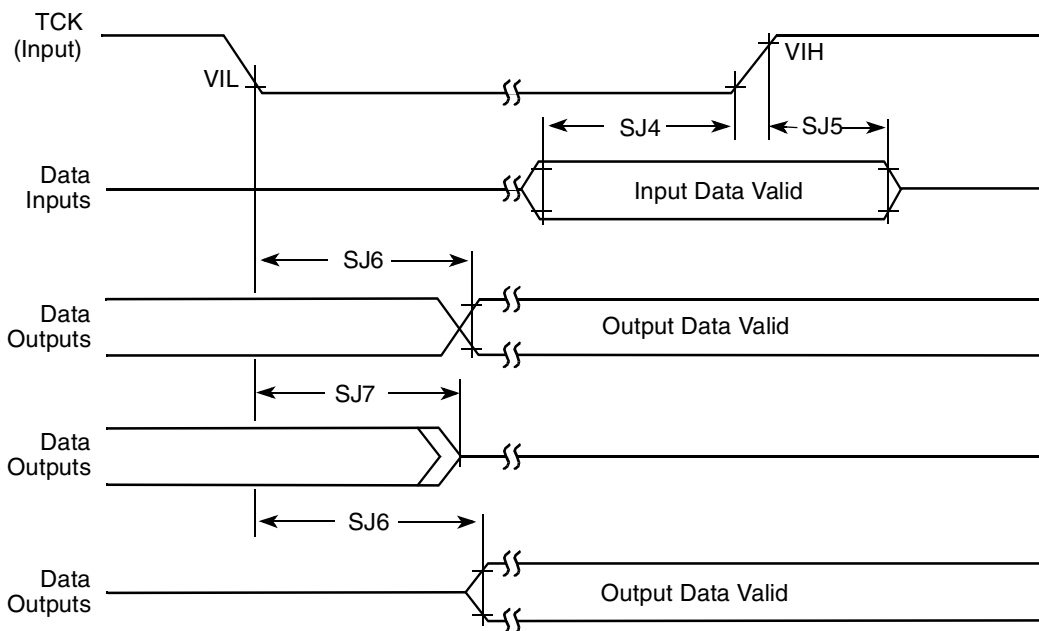 TCK
(Input)
VIL
VIH
SJ4
SJ5
Data
Inputs
Input Data Valid
SJ6
Data
Outputs
Output Data Valid
SJ7
Data
Outputs
SJ6
Data
Outputs
Output Data Valid